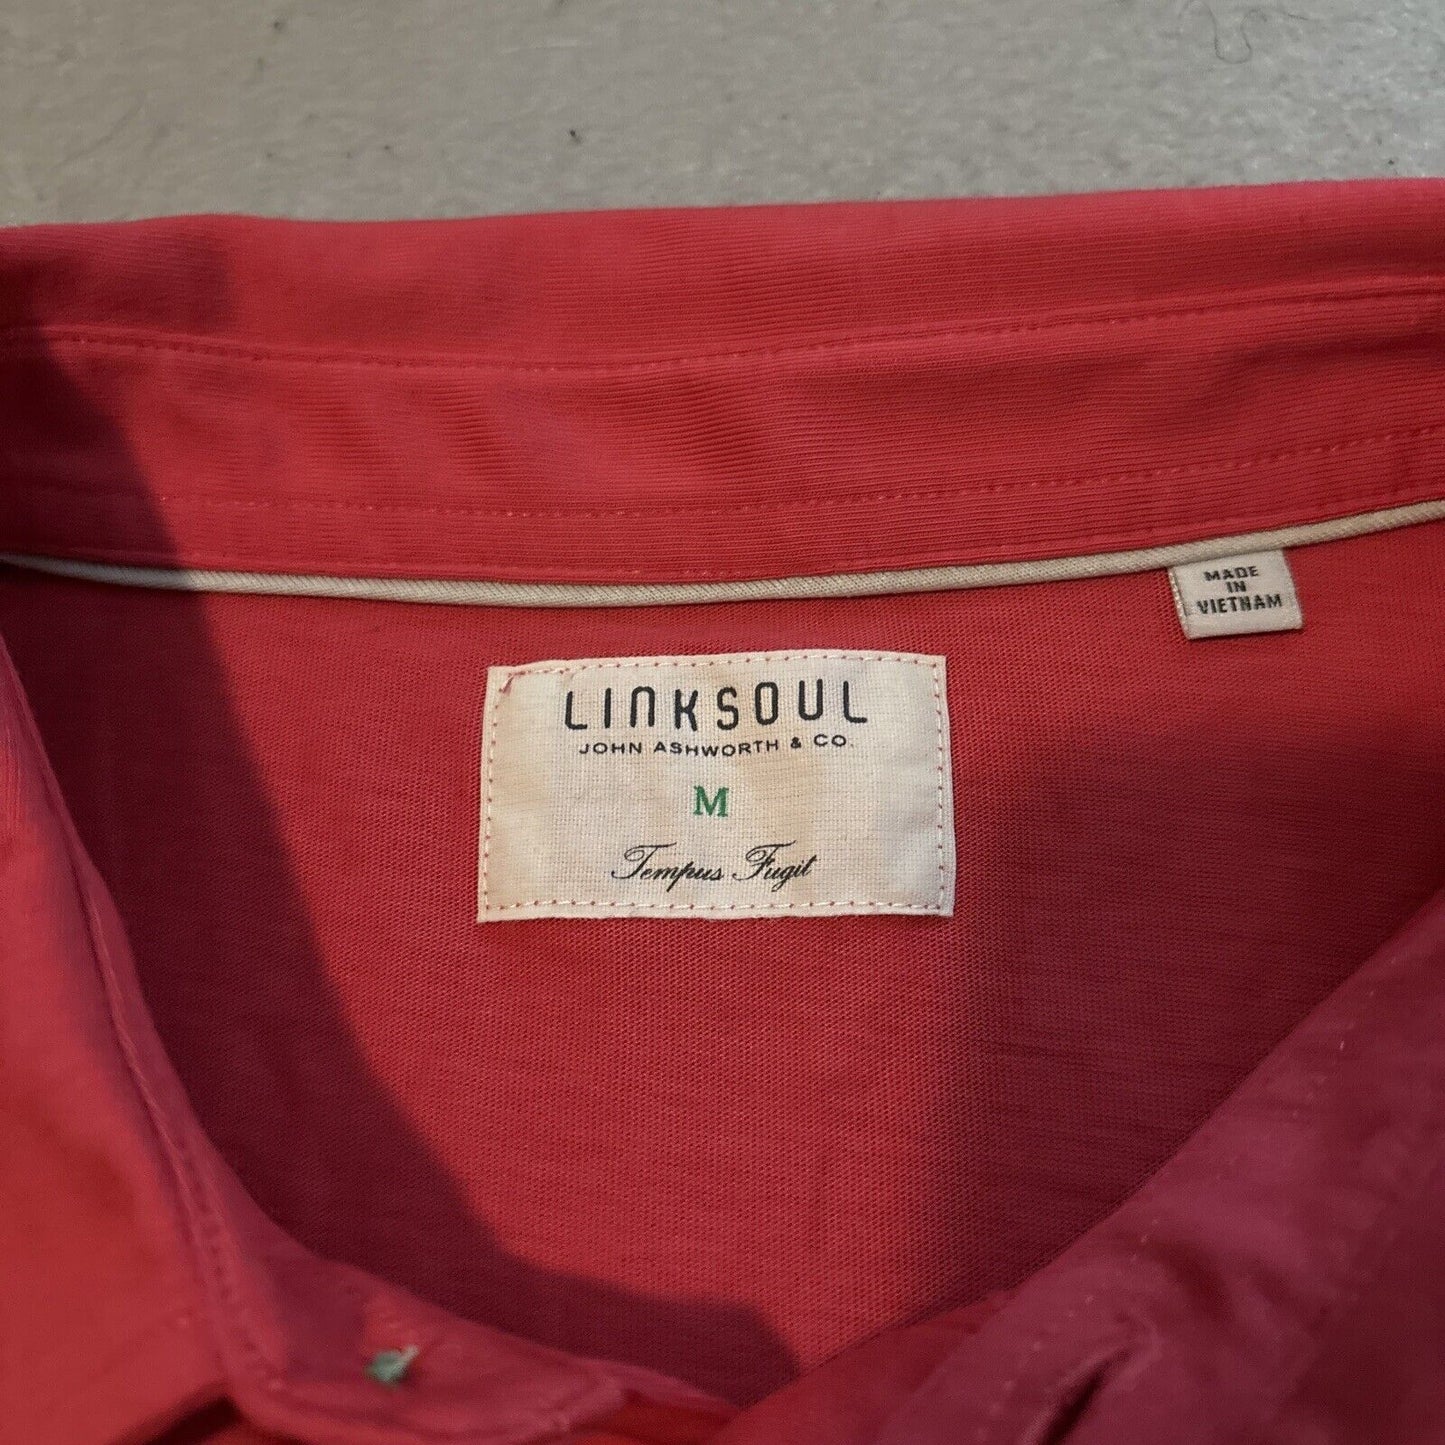 MADE
IN
VIETNAM
LINKSOUL
JOHN ASHWORTH & CO.
M
Tempus Fugit